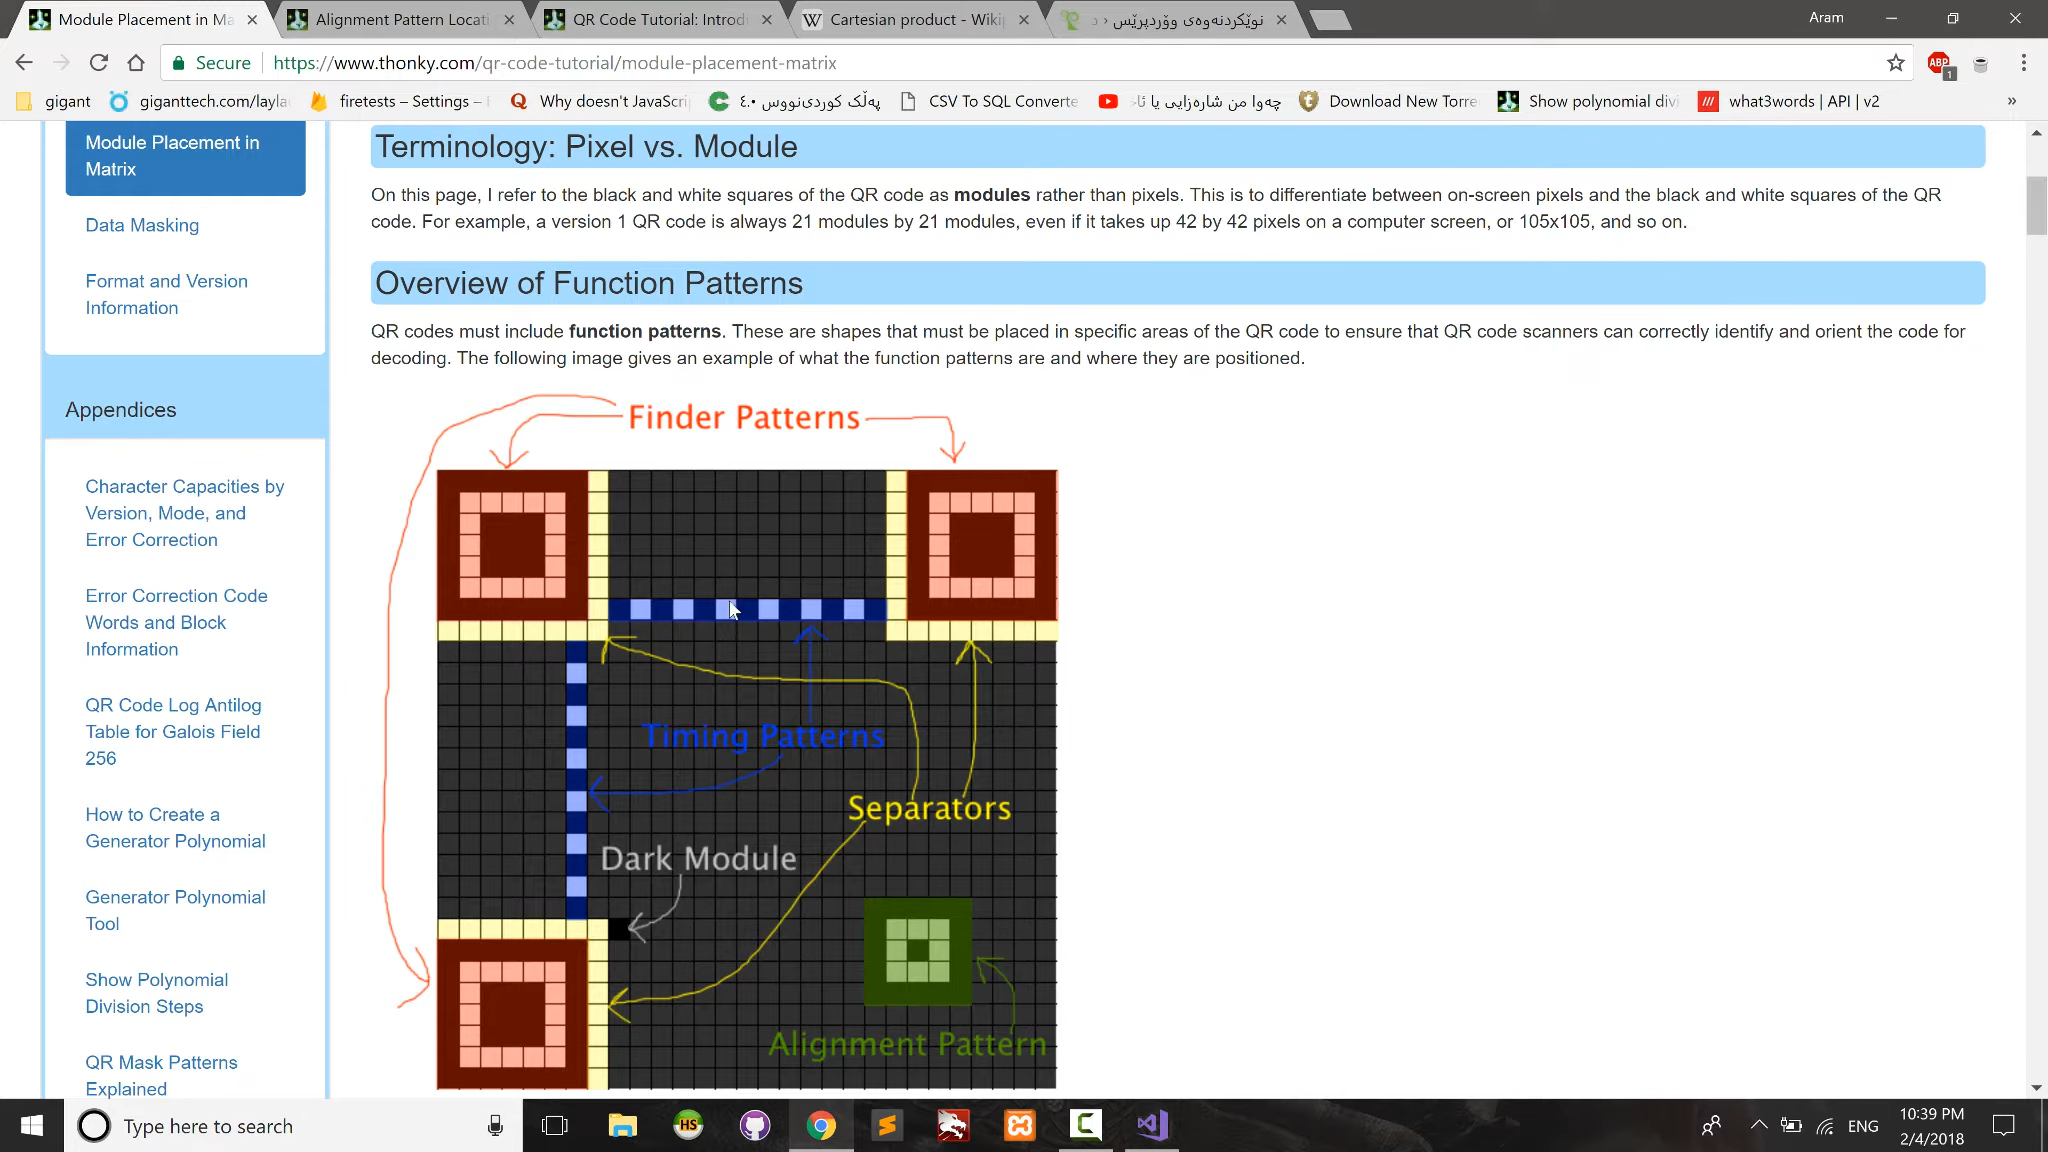 Module Placement in Ma
Alignment Pattern Locati
QR Code Tutorial: Introd
Cartesian product - Wiki
نوێکردنەوەی وۆردپرێس ‹ د
Aram
Secure
https://www.thonky.com/qr-code-tutorial/module-placement-matrix
ABP
1
gigant
giganttech.com/layla
firetests – Settings –
Why doesn't JavaScri
پەڵک کوردی‌نووس ٤.٠
CSV To SQL Converte
چەوا من شارەزایی یا ئا
Download New Torre
Show polynomial divi
what3words | API | v2
»
Module Placement in
Matrix
Data Masking
Format and Version
Information
Appendices
Character Capacities by
Version, Mode, and
Error Correction
Error Correction Code
Words and Block
Information
QR Code Log Antilog
Table for Galois Field
256
How to Create a
Generator Polynomial
Generator Polynomial
Tool
Show Polynomial
Division Steps
QR Mask Patterns
Explained
Terminology: Pixel vs. Module
On this page, I refer to the black and white squares of the QR code as modules rather than pixels. This is to differentiate between on-screen pixels and the black and white squares of the QR
code. For example, a version 1 QR code is always 21 modules by 21 modules, even if it takes up 42 by 42 pixels on a computer screen, or 105x105, and so on.
Overview of Function Patterns
QR codes must include function patterns. These are shapes that must be placed in specific areas of the QR code to ensure that QR code scanners can correctly identify and orient the code for
decoding. The following image gives an example of what the function patterns are and where they are positioned.
Finder Patterns
Timing Patterns
Separators
Dark Module
Alignment Pattern
Type here to search
HS
ENG
10:39 PM
2/4/2018